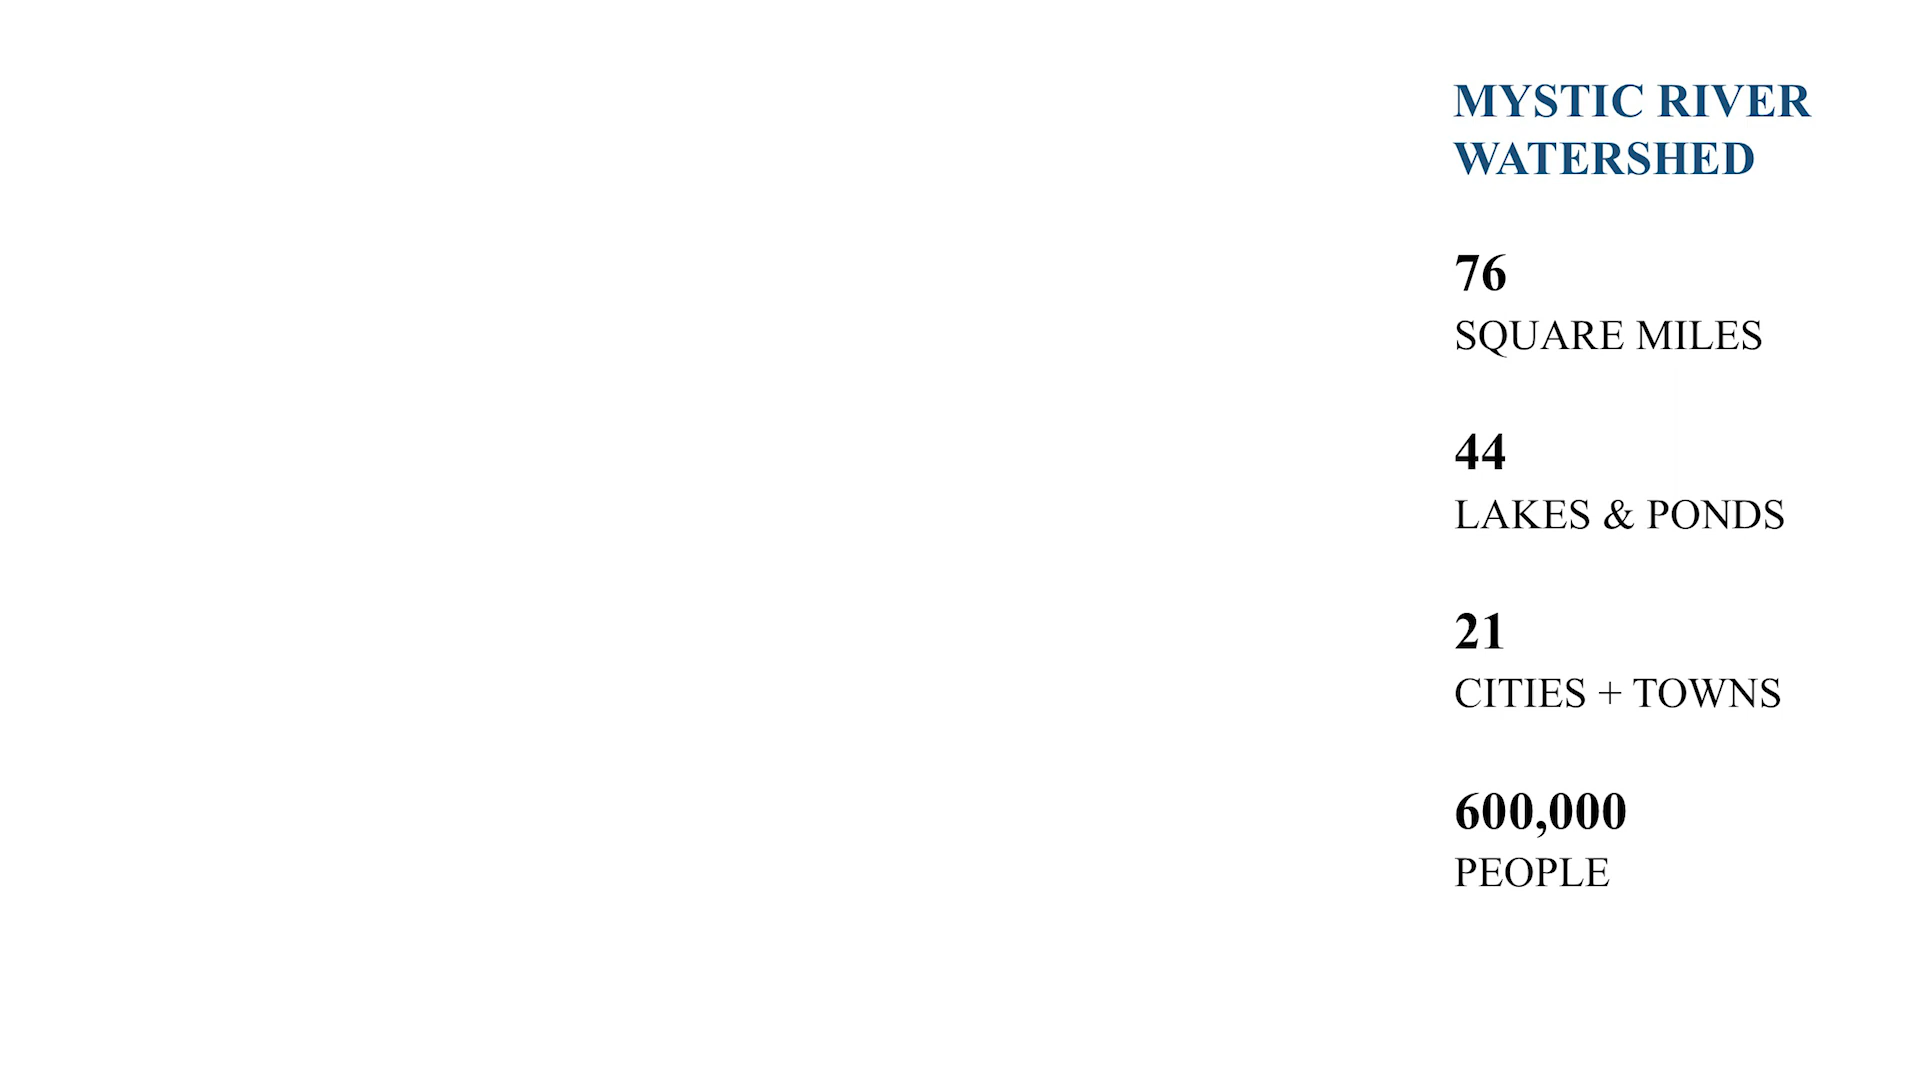 MYSTIC RIVER
WATERSHED
76
SQUARE MILES
44
LAKES & PONDS
21
CITIES + TOWNS
600,000
PEOPLE